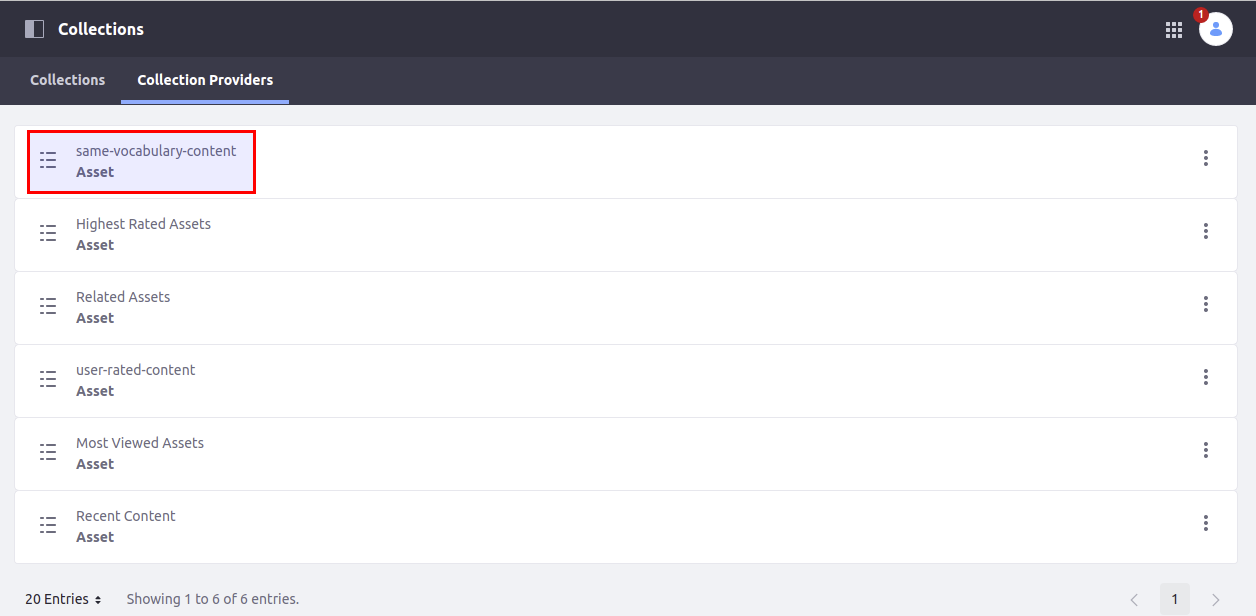 Collections
1
Collections Collection Providers
same-vocabulary-content
Asset
Highest Rated Assets
Asset
Related Assets
Asset
user-rated-content
Asset
Most Viewed Assets
Asset
Recent Content
Asset
20 Entries Showing 1 to 6 of 6 entries. 1